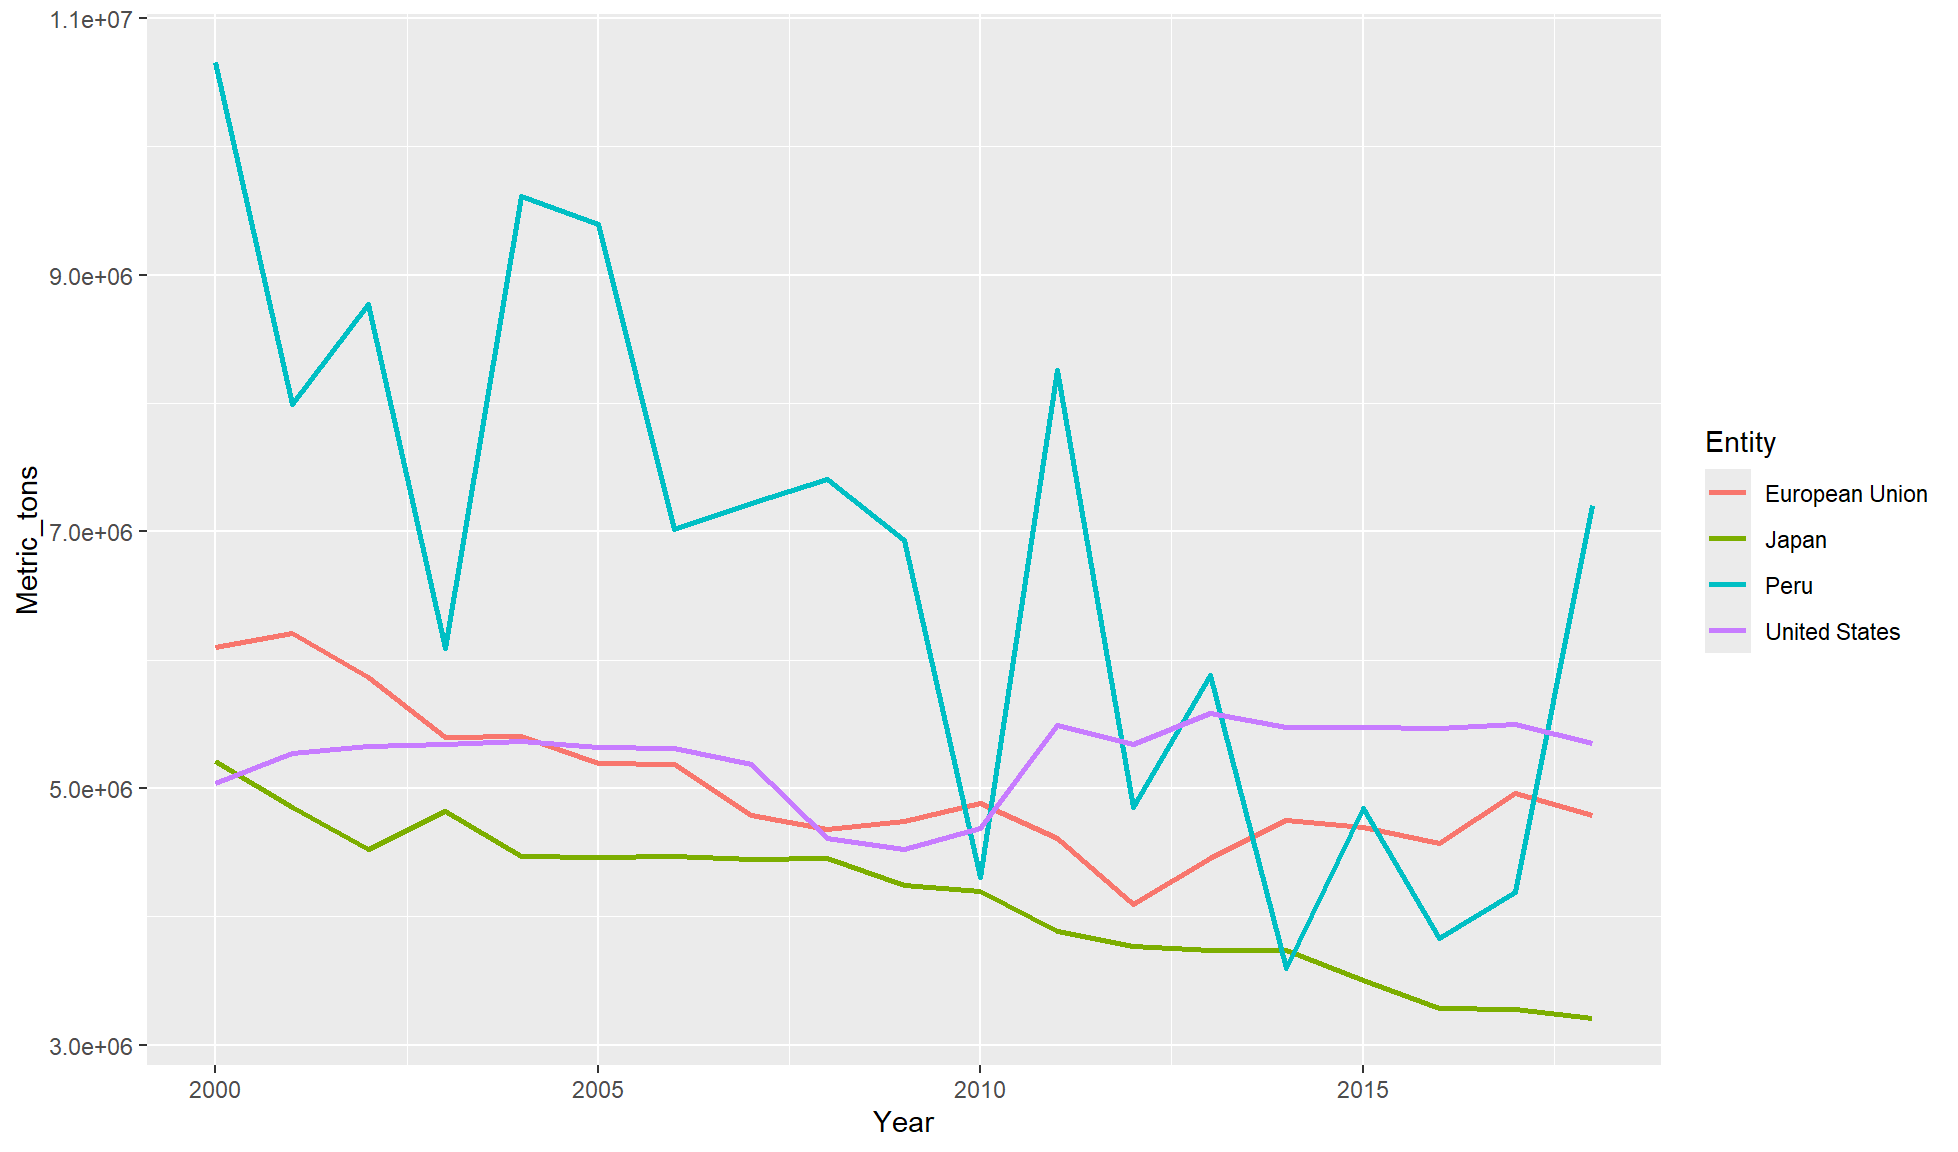 1.1e+07
9.0e+06
7.0e+06
5.0e+06
3.0e+06
Metric_tons
2000 2005 2010 2015
Year
Entity
European Union
Japan
Peru
United States